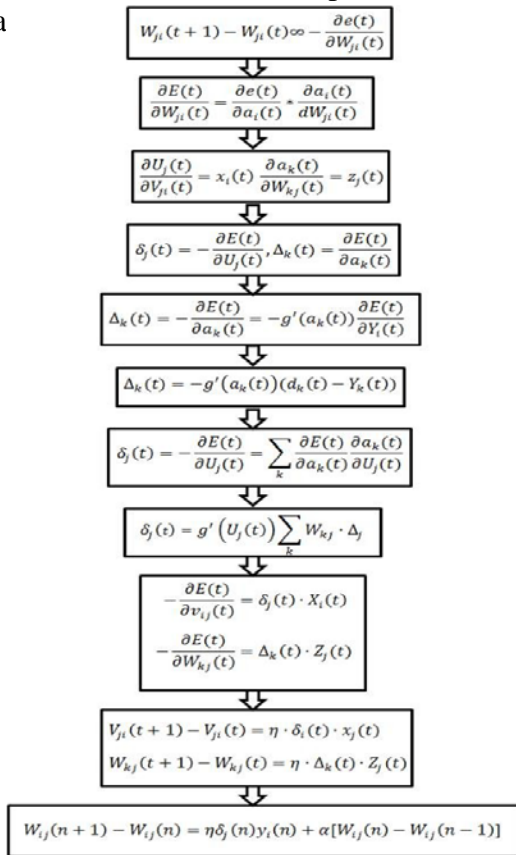 a
W_{ji}(t + 1) − W_{ji}(t)∞ − ∂e(t)/∂W_{ji}(t)
∂E(t)/∂W_{ji}(t) = ∂e(t)/∂a_i(t) * ∂a_i(t)/dW_{ji}(t)
∂U_j(t)/∂V_{ji}(t) = x_i(t) ∂a_k(t)/∂W_{kj}(t) = z_j(t)
δ_j(t) = −∂E(t)/∂U_j(t), Δ_k(t) = ∂E(t)/∂a_k(t)
Δ_k(t) = −∂E(t)/∂a_k(t) = −g′(a_k(t)) ∂E(t)/∂Y_i(t)
Δ_k(t) = −g′(a_k(t))(d_k(t) − Y_k(t))
δ_j(t) = −∂E(t)/∂U_j(t) = ∑_k ∂E(t)/∂a_k(t) ∂a_k(t)/∂U_j(t)
δ_j(t) = g′(U_j(t)) ∑_k W_{kj} · Δ_j
−∂E(t)/∂v_{ij}(t) = δ_j(t) · X_i(t)
−∂E(t)/∂W_{kj}(t) = Δ_k(t) · Z_j(t)
V_{ji}(t + 1) − V_{ji}(t) = η · δ_i(t) · x_j(t)
W_{kj}(t + 1) − W_{kj}(t) = η · Δ_k(t) · Z_j(t)
W_{ij}(n + 1) − W_{ij}(n) = ηδ_j(n)y_i(n) + α[W_{ij}(n) − W_{ij}(n − 1)]